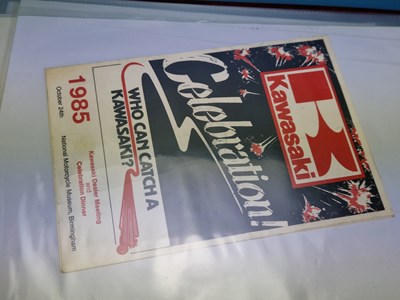 Kawasaki
Celebration!
WHO CAN CATCH A
KAWASAKI?
1985
October 24th
Kawasaki Dealer Meeting
and
Celebration Dinner
National Motorcycle Museum, Birmingham